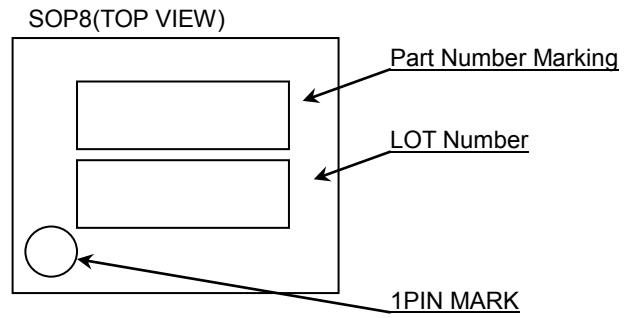 SOP8(TOP VIEW)
Part Number Marking
LOT Number
1PIN MARK